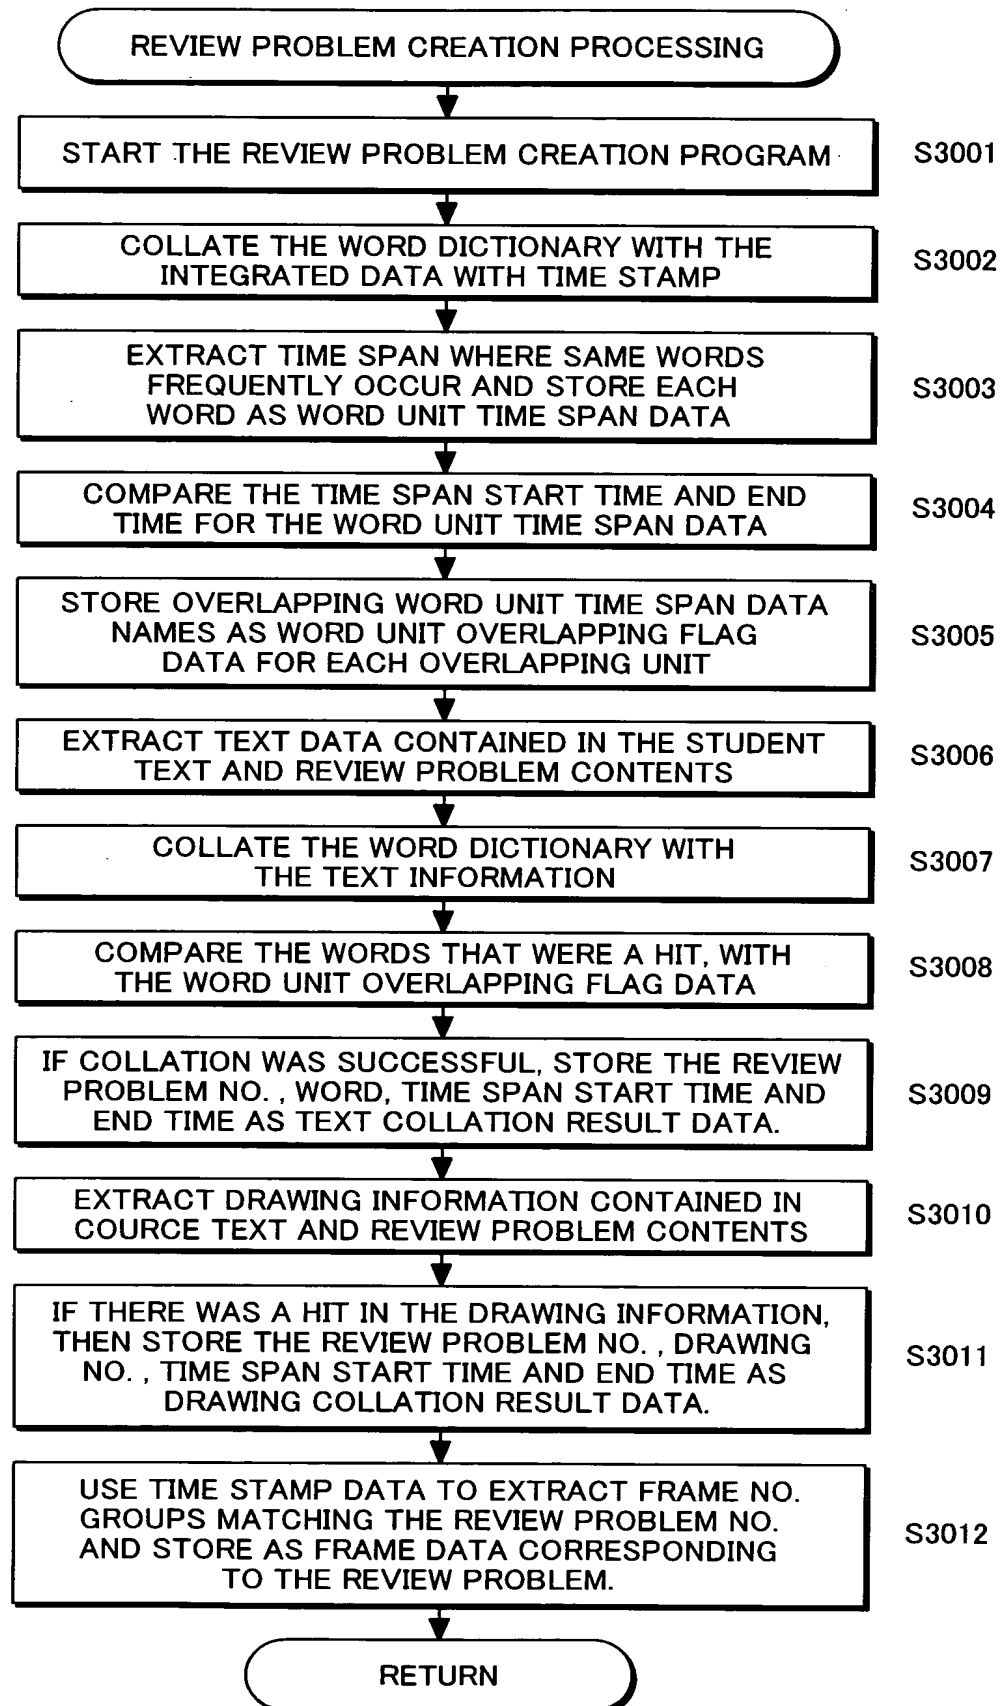 REVIEW PROBLEM CREATION PROCESSING
START THE REVIEW PROBLEM CREATION PROGRAM
S3001
COLLATE THE WORD DICTIONARY WITH THE
INTEGRATED DATA WITH TIME STAMP
S3002
EXTRACT TIME SPAN WHERE SAME WORDS
FREQUENTLY OCCUR AND STORE EACH
WORD AS WORD UNIT TIME SPAN DATA
S3003
COMPARE THE TIME SPAN START TIME AND END
TIME FOR THE WORD UNIT TIME SPAN DATA
S3004
STORE OVERLAPPING WORD UNIT TIME SPAN DATA
NAMES AS WORD UNIT OVERLAPPING FLAG
DATA FOR EACH OVERLAPPING UNIT
S3005
EXTRACT TEXT DATA CONTAINED IN THE STUDENT
TEXT AND REVIEW PROBLEM CONTENTS
S3006
COLLATE THE WORD DICTIONARY WITH
THE TEXT INFORMATION
S3007
COMPARE THE WORDS THAT WERE A HIT, WITH
THE WORD UNIT OVERLAPPING FLAG DATA
S3008
IF COLLATION WAS SUCCESSFUL, STORE THE REVIEW
PROBLEM NO. , WORD, TIME SPAN START TIME AND
END TIME AS TEXT COLLATION RESULT DATA.
S3009
EXTRACT DRAWING INFORMATION CONTAINED IN
COURCE TEXT AND REVIEW PROBLEM CONTENTS
S3010
IF THERE WAS A HIT IN THE DRAWING INFORMATION,
THEN STORE THE REVIEW PROBLEM NO. , DRAWING
NO. , TIME SPAN START TIME AND END TIME AS
DRAWING COLLATION RESULT DATA.
S3011
USE TIME STAMP DATA TO EXTRACT FRAME NO.
GROUPS MATCHING THE REVIEW PROBLEM NO.
AND STORE AS FRAME DATA CORRESPONDING
TO THE REVIEW PROBLEM.
S3012
RETURN